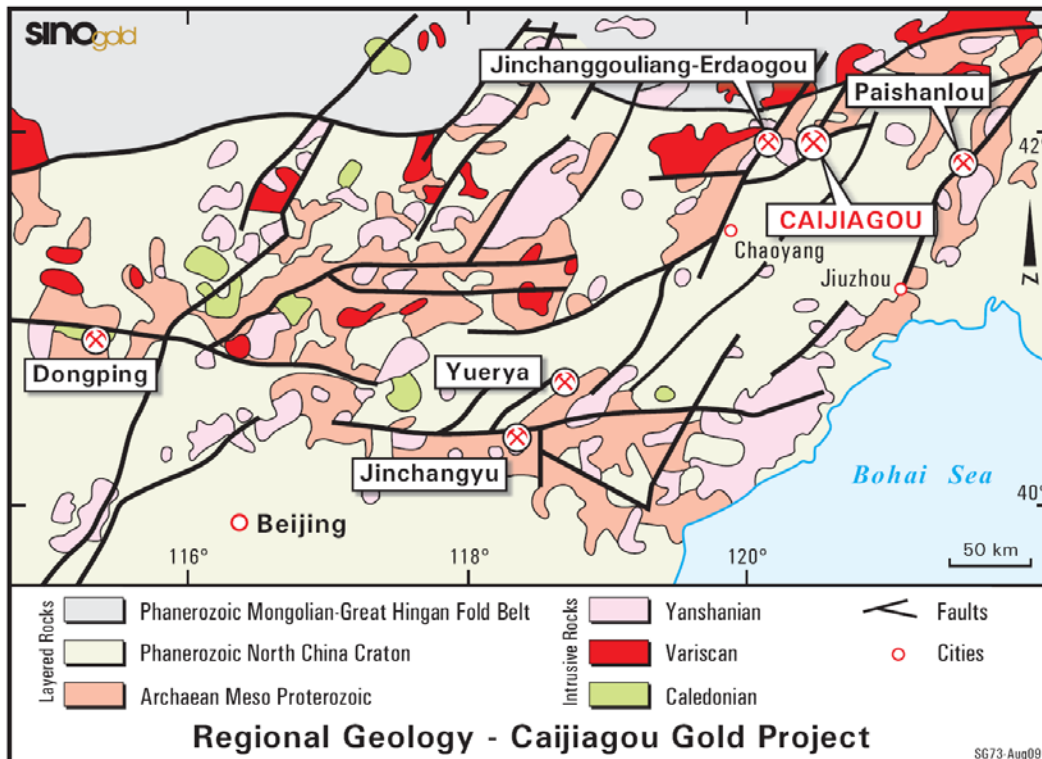 sinogold
Jinchanggouliang-Erdaogou
Paishanlou
42°
CAIJIAGOU
Chaoyang
Jiuzhou
N
Dongping
Yuerya
Jinchangyu
Bohai Sea
40°
Beijing
116°
118°
120°
50 km
Layered Rocks
Phanerozoic Mongolian-Great Hingan Fold Belt
Phanerozoic North China Craton
Archaean Meso Proterozoic
Intrusive Rocks
Yanshanian
Variscan
Caledonian
Faults
Cities
Regional Geology - Caijiagou Gold Project
SG73-Aug09